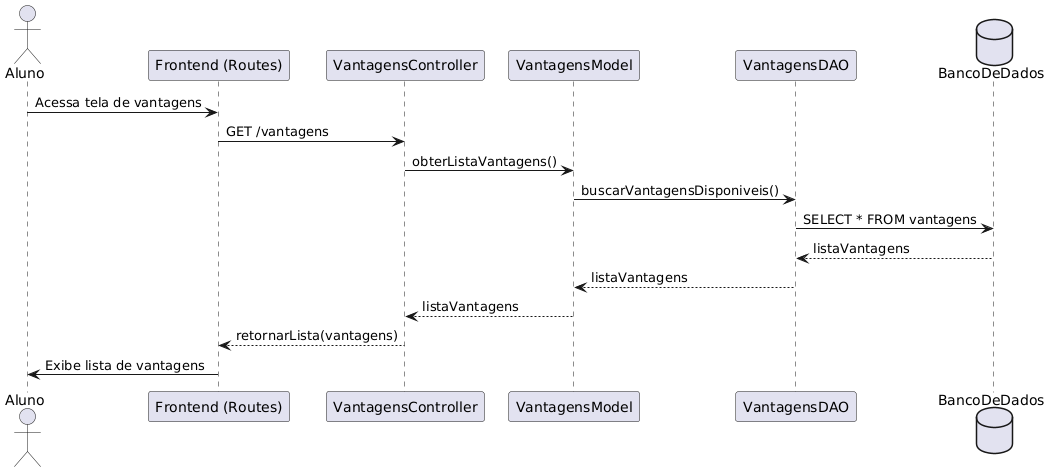 Aluno
Frontend (Routes)
VantagensController
VantagensModel
VantagensDAO
BancoDeDados
Acessa tela de vantagens
GET /vantagens
obterListaVantagens()
buscarVantagensDisponiveis()
SELECT * FROM vantagens
listaVantagens
listaVantagens
listaVantagens
retornarLista(vantagens)
Exibe lista de vantagens
Aluno
Frontend (Routes)
VantagensController
VantagensModel
VantagensDAO
BancoDeDados